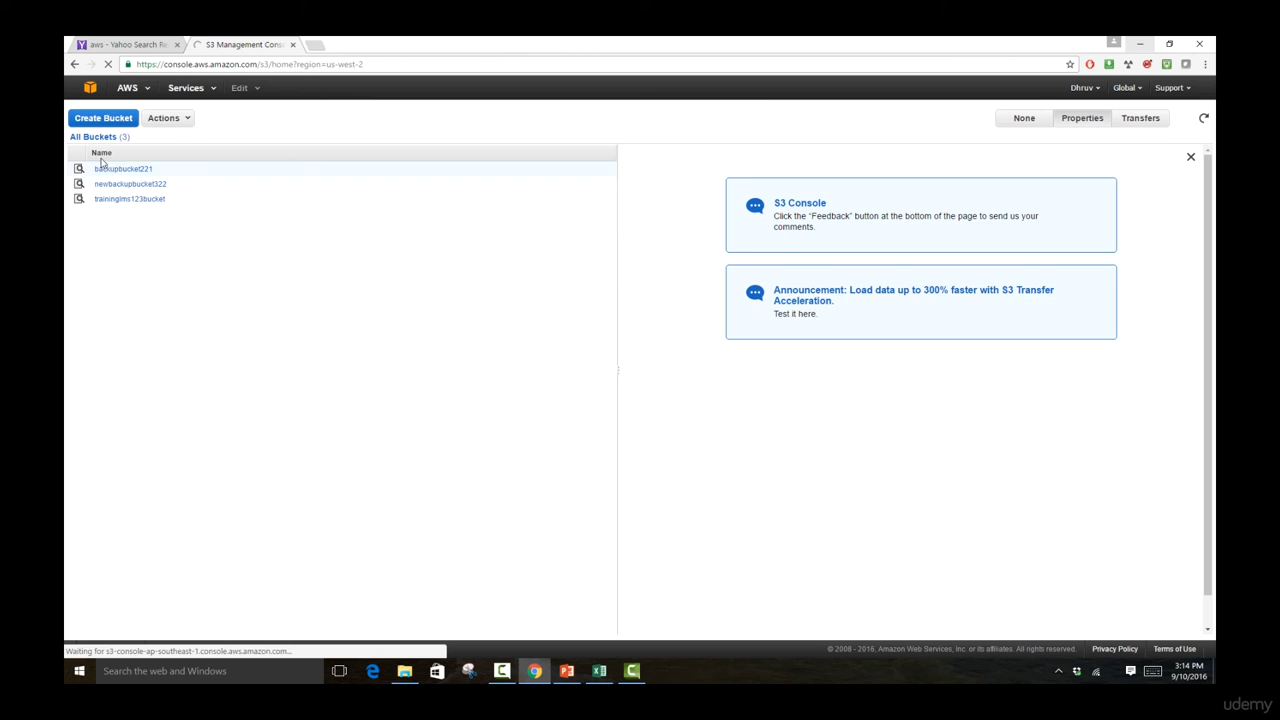 aws - Yahoo Search Re
S3 Management Cons
https://console.aws.amazon.com/s3/home?region=us-west-2
AWS
Services
Edit
Dhruv
Global
Support
Create Bucket
Actions
None
Properties
Transfers
All Buckets (3)
Name
backupbucket221
newbackupbucket322
traininglms123bucket
S3 Console
Click the "Feedback" button at the bottom of the page to send us your
comments.
Announcement: Load data up to 300% faster with S3 Transfer
Acceleration.
Test it here.
Waiting for s3-console-ap-southeast-1.console.aws.amazon.com...
© 2008 - 2016, Amazon Web Services, Inc. or its affiliates. All rights reserved.
Privacy Policy
Terms of Use
Search the web and Windows
3:14 PM
9/10/2016
udemy